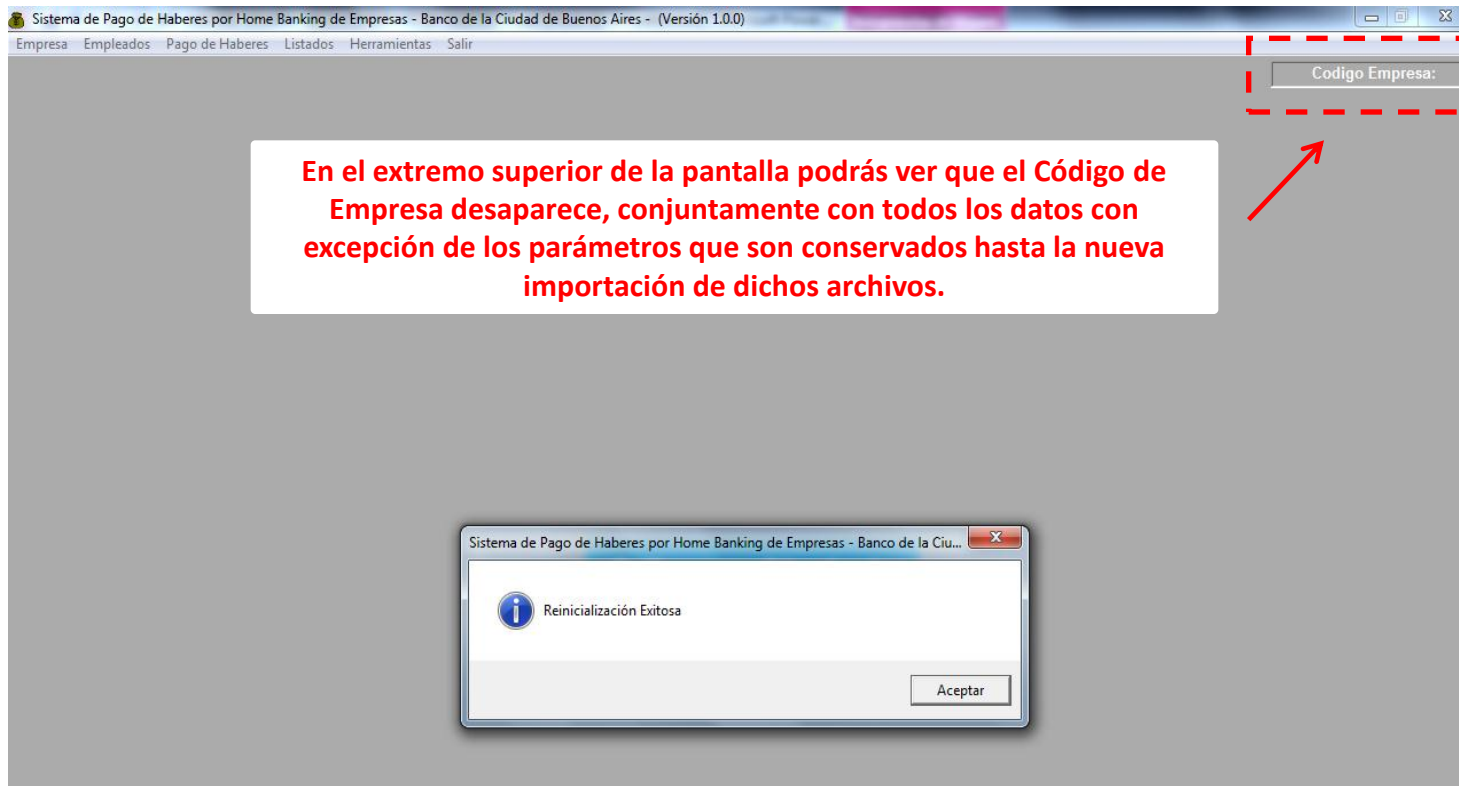 Sistema de Pago de Haberes por Home Banking de Empresas - Banco de la Ciudad de Buenos Aires - (Versión 1.0.0)
Empresa Empleados Pago de Haberes Listados Herramientas Salir
Codigo Empresa:
En el extremo superior de la pantalla podrás ver que el Código de
Empresa desaparece, conjuntamente con todos los datos con
excepción de los parámetros que son conservados hasta la nueva
importación de dichos archivos.
Sistema de Pago de Haberes por Home Banking de Empresas - Banco de la Ciu...
Reinicialización Exitosa
Aceptar